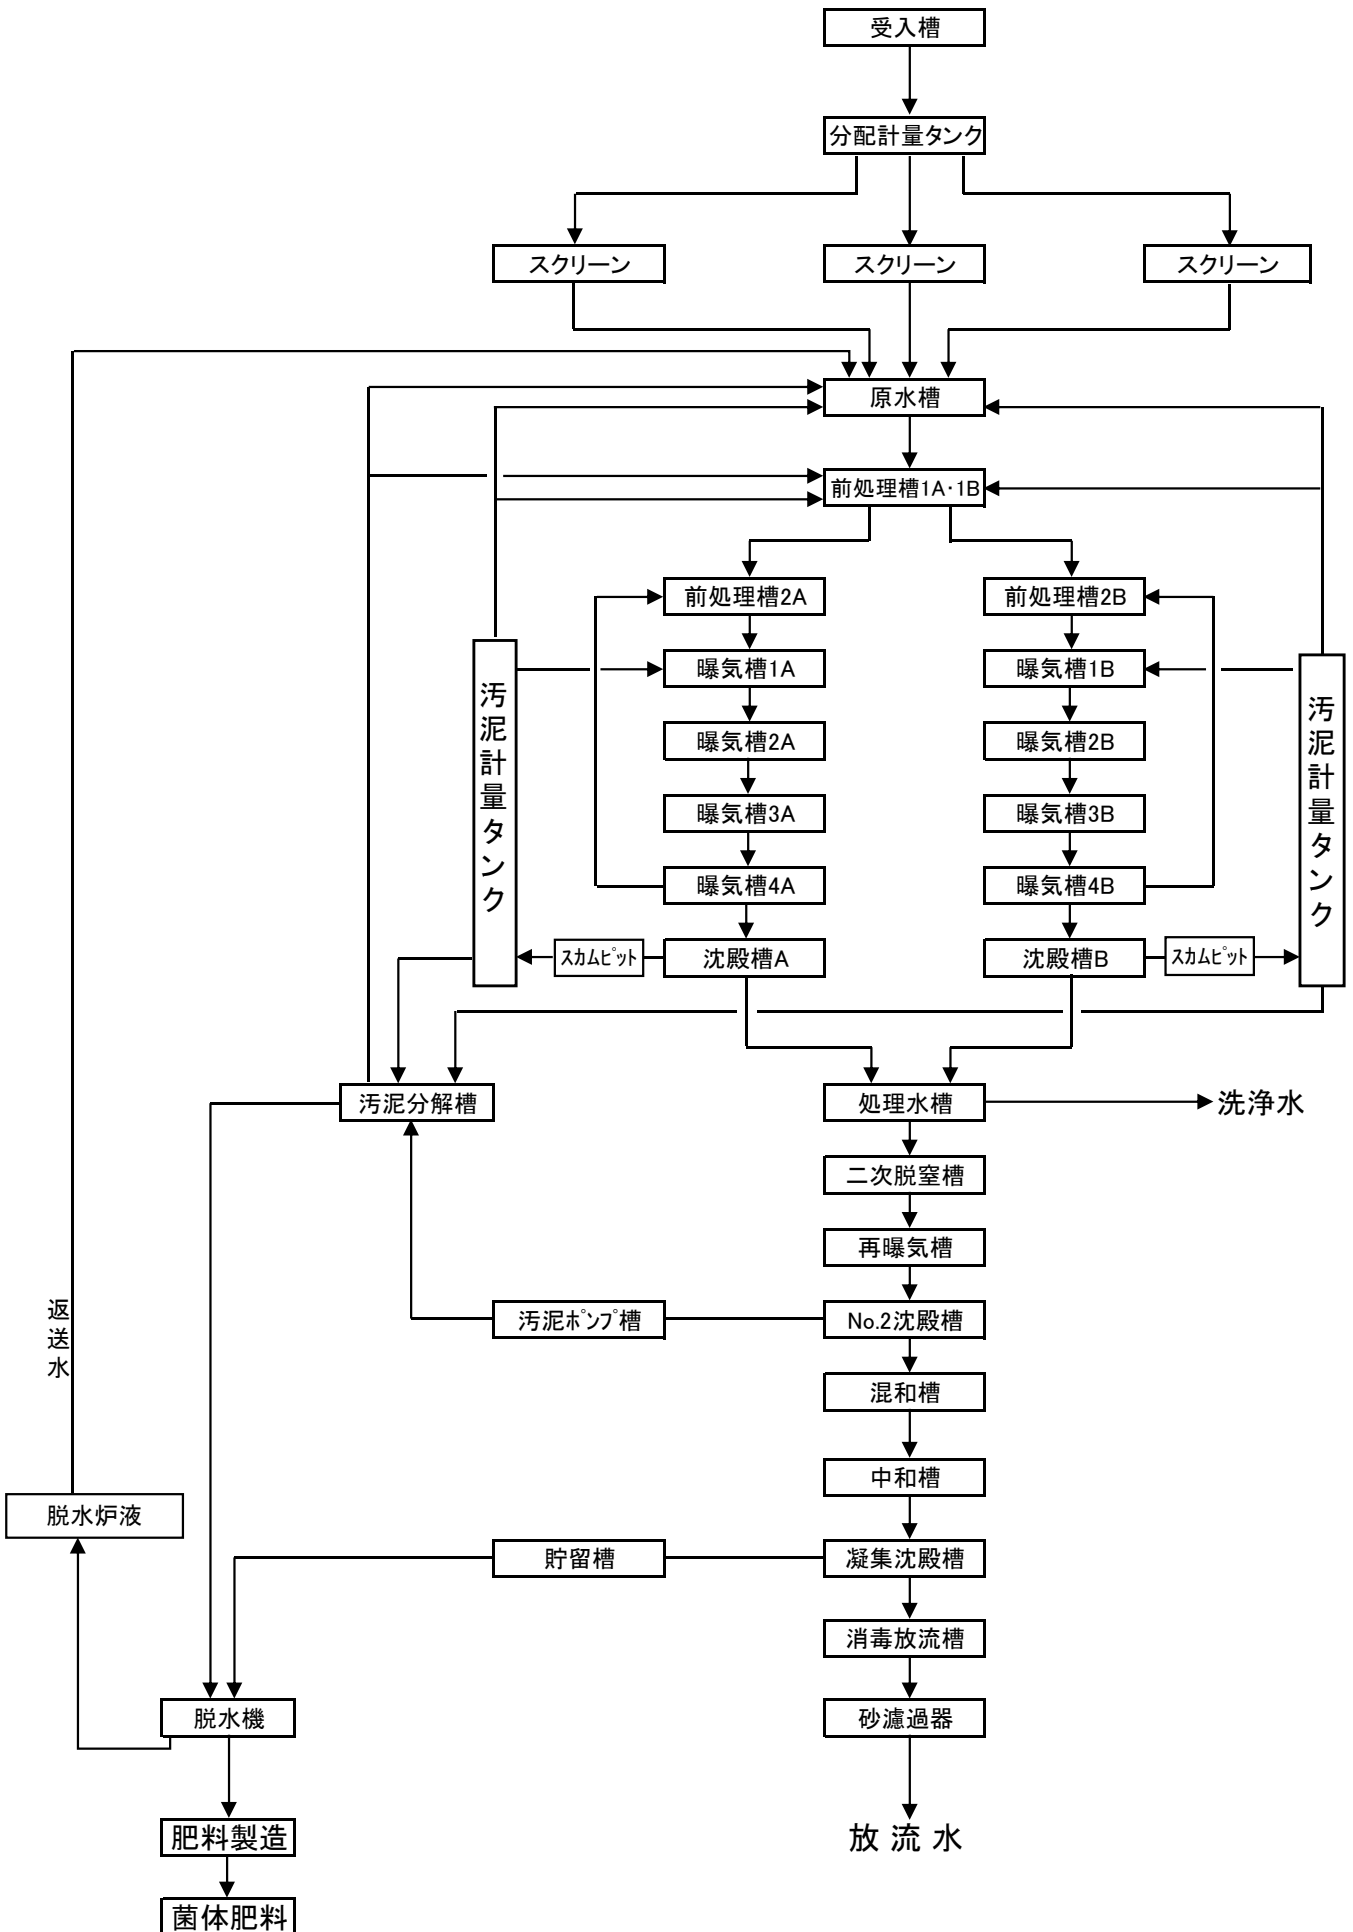 受入槽
分配計量タンク
スクリーン
スクリーン
スクリーン
原水槽
前処理槽1A・1B
前処理槽2A
前処理槽2B
曝気槽1A
曝気槽1B
汚泥計量タンク
汚泥計量タンク
曝気槽2A
曝気槽2B
曝気槽3A
曝気槽3B
曝気槽4A
曝気槽4B
スカムピット
沈殿槽A
沈殿槽B
スカムピット
汚泥分解槽
処理水槽
洗浄水
二次脱窒槽
再曝気槽
返送水
汚泥ポンプ槽
No.2沈殿槽
混和槽
中和槽
脱水炉液
貯留槽
凝集沈殿槽
消毒放流槽
脱水機
砂濾過器
肥料製造
放流水
菌体肥料